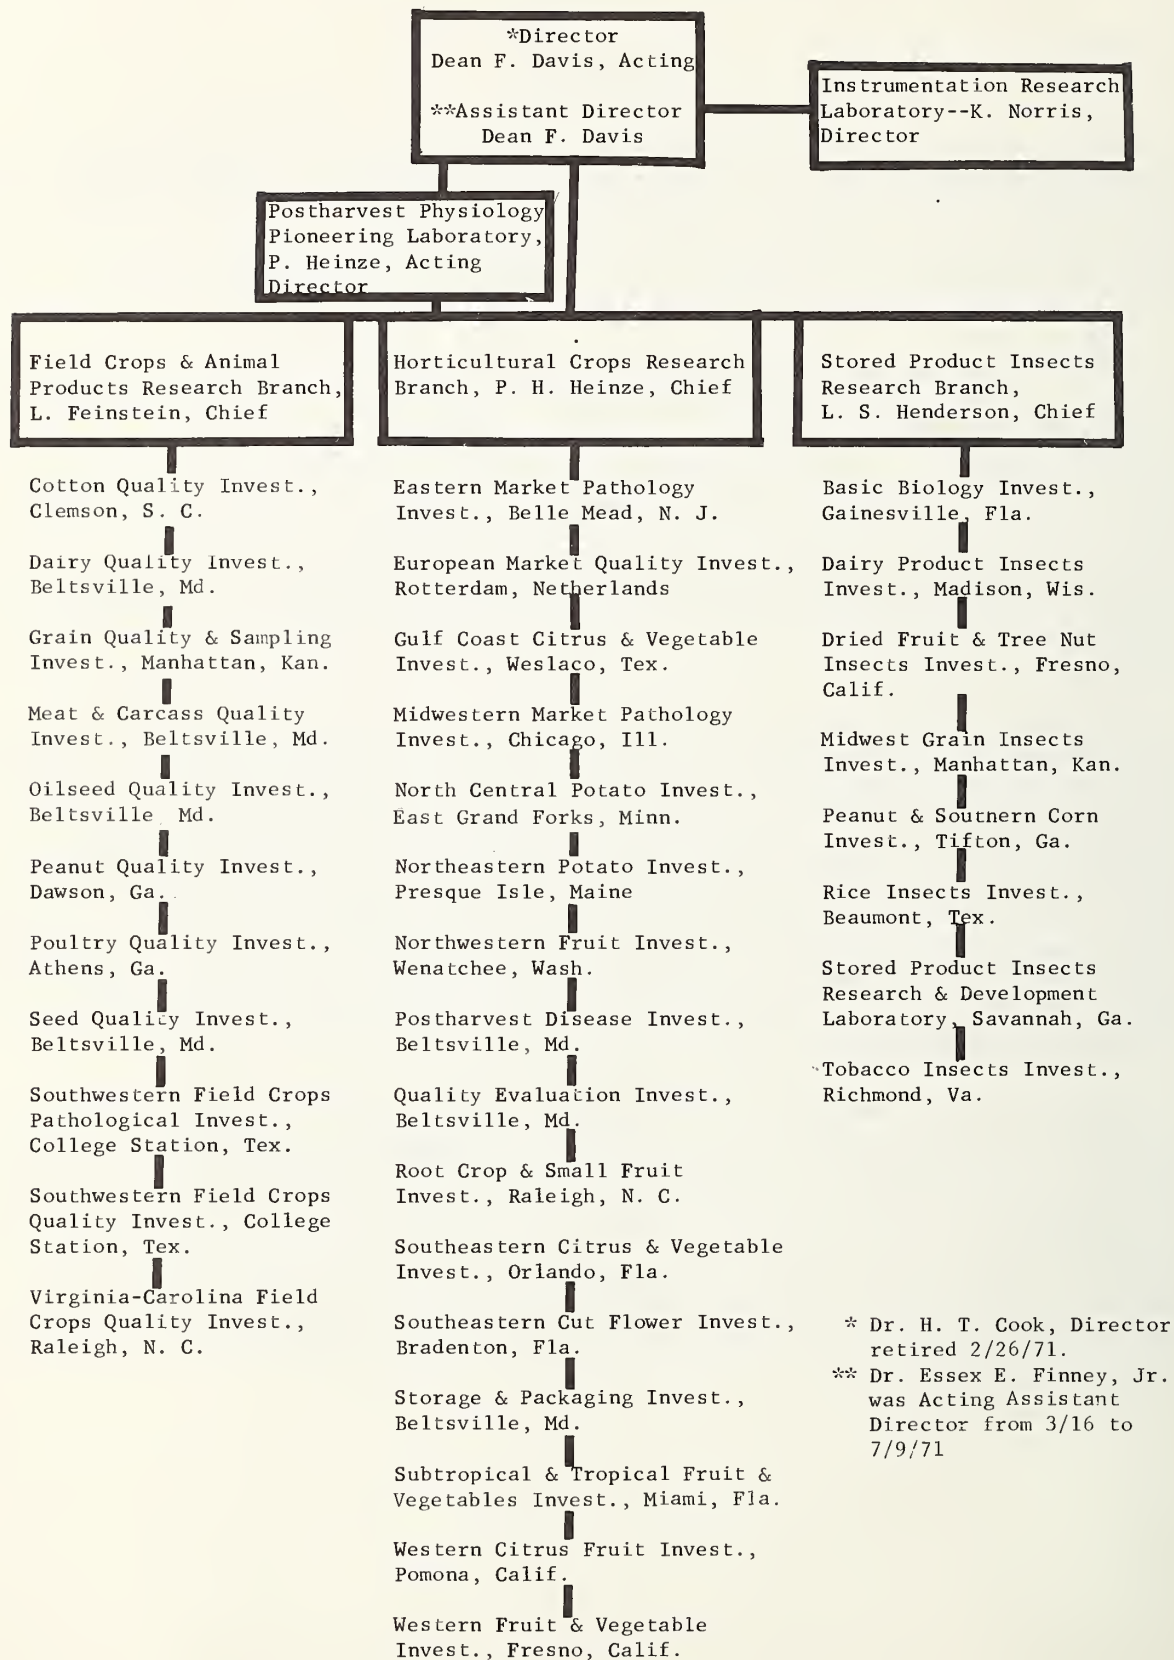 *Director
Dean F. Davis, Acting
**Assistant Director
Dean F. Davis
Instrumentation Research
Laboratory--K. Norris,
Director
Postharvest Physiology
Pioneering Laboratory,
P. Heinze, Acting
Director
Field Crops & Animal
Products Research Branch,
L. Feinstein, Chief
Cotton Quality Invest.,
Clemson, S. C.
Dairy Quality Invest.,
Beltsville, Md.
Grain Quality & Sampling
Invest., Manhattan, Kan.
Meat & Carcass Quality
Invest., Beltsville, Md.
Oilseed Quality Invest.,
Beltsville Md.
Peanut Quality Invest.,
Dawson, Ga.
Poultry Quality Invest.,
Athens, Ga.
Seed Quality Invest.,
Beltsville, Md.
Southwestern Field Crops
Pathological Invest.,
College Station, Tex.
Southwestern Field Crops
Quality Invest., College
Station, Tex.
Virginia-Carolina Field
Crops Quality Invest.,
Raleigh, N. C.
Horticultural Crops Research
Branch, P. H. Heinze, Chief
Eastern Market Pathology
Invest., Belle Mead, N. J.
European Market Quality Invest.,
Rotterdam, Netherlands
Gulf Coast Citrus & Vegetable
Invest., Weslaco, Tex.
Midwestern Market Pathology
Invest., Chicago, Ill.
North Central Potato Invest.,
East Grand Forks, Minn.
Northeastern Potato Invest.,
Presque Isle, Maine
Northwestern Fruit Invest.,
Wenatchee, Wash.
Postharvest Disease Invest.,
Beltsville, Md.
Quality Evaluation Invest.,
Beltsville, Md.
Root Crop & Small Fruit
Invest., Raleigh, N. C.
Southeastern Citrus & Vegetable
Invest., Orlando, Fla.
Southeastern Cut Flower Invest.,
Bradenton, Fla.
Storage & Packaging Invest.,
Beltsville, Md.
Subtropical & Tropical Fruit &
Vegetables Invest., Miami, Fla.
Western Citrus Fruit Invest.,
Pomona, Calif.
Western Fruit & Vegetable
Invest., Fresno, Calif.
Stored Product Insects
Research Branch,
L. S. Henderson, Chief
Basic Biology Invest.,
Gainesville, Fla.
Dairy Product Insects
Invest., Madison, Wis.
Dried Fruit & Tree Nut
Insects Invest., Fresno,
Calif.
Midwest Grain Insects
Invest., Manhattan, Kan.
Peanut & Soutnern Corn
Invest., Tifton, Ga.
Rice Insects Invest.,
Beaumont, Tex.
Stored Product Insects
Research & Development
Laboratory, Savannah, Ga.
Tobacco Insects Invest.,
Richmond, Va.
* Dr. H. T. Cook, Director
retired 2/26/71.
** Dr. Essex E. Finney, Jr.
was Acting Assistant
Director from 3/16 to
7/9/71